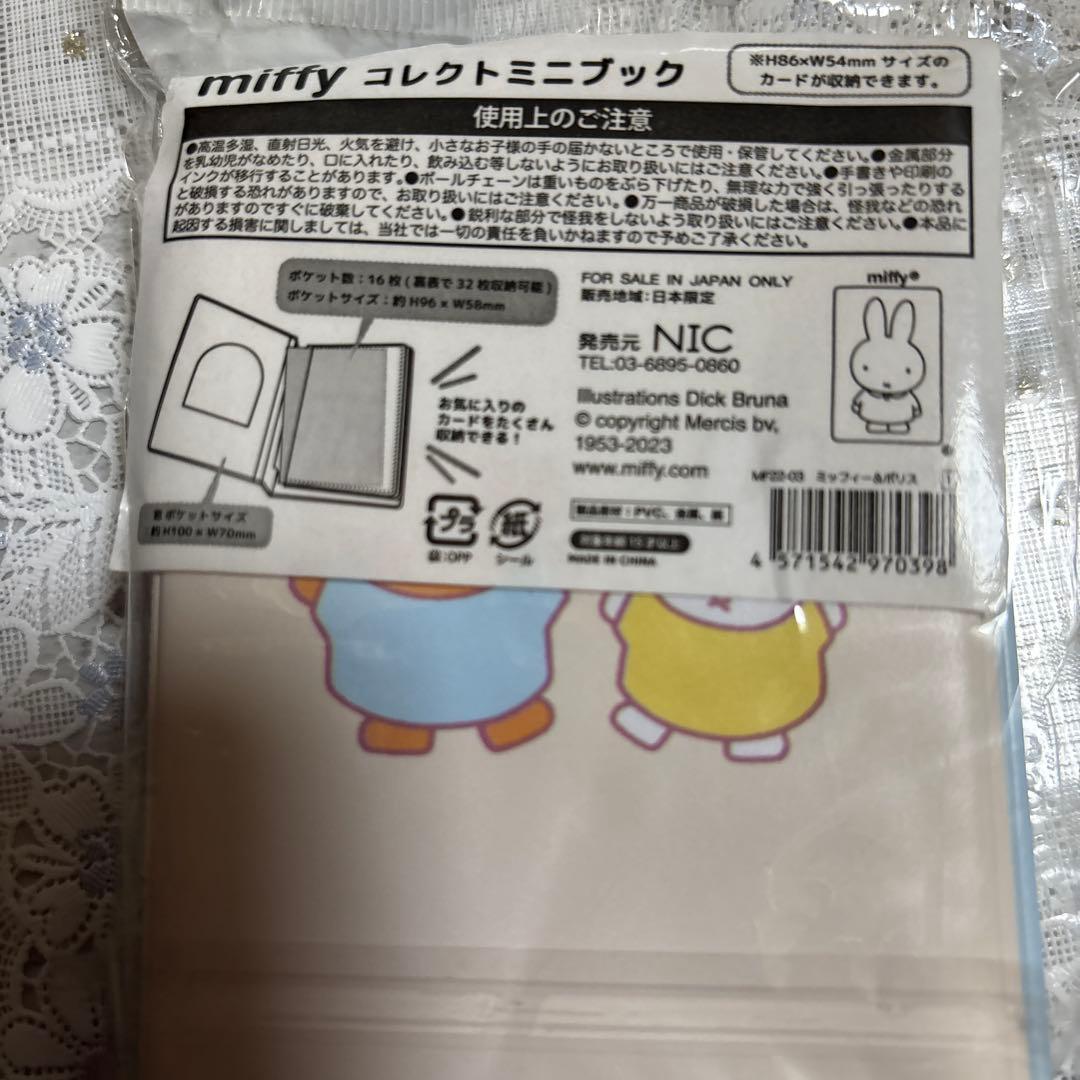 miffy コレクトミニブック
※H86×W54mm サイズの
カードが収納できます。
使用上のご注意
●高温多湿、直射日光、火気を避け、小さなお子様の手の届かないところで使用・保管してください。●金属部分
を乳幼児がなめたり、口に入れたり、飲み込む等しないようにお取り扱いにはご注意ください。●手書きや印刷の
インクが移行することがあります。●ボールチェーンは重いものをぶら下げたり、無理な力で強く引っ張ったりする
と破損する恐れがありますので、お取り扱いにはご注意ください。●万一商品が破損した場合は、怪我などの恐れ
がありますのですぐに破棄してください。●鋭利な部分で怪我をしないよう取り扱いにはご注意ください。●本品に
起因する損害に関しましては、当社では一切の責任を負いかねますので予めご了承ください。
ポケット数：16枚（裏表で32枚収納可能）
ポケットサイズ：約H96×W58mm
お気に入りの
カードをたくさん
収納できる！
ポケットサイズ
約H100×W70mm
プラ
袋：OPP
紙
シール
FOR SALE IN JAPAN ONLY
販売地域：日本限定
発売元 NIC
TEL:03-6895-0860
Illustrations Dick Bruna
© copyright Mercis bv,
1953-2023
www.miffy.com
製品素材：PVC、金属、紙
MADE IN CHINA
miffy®
MF22-03 ミッフィー&ボリス ①
4 571542 970398